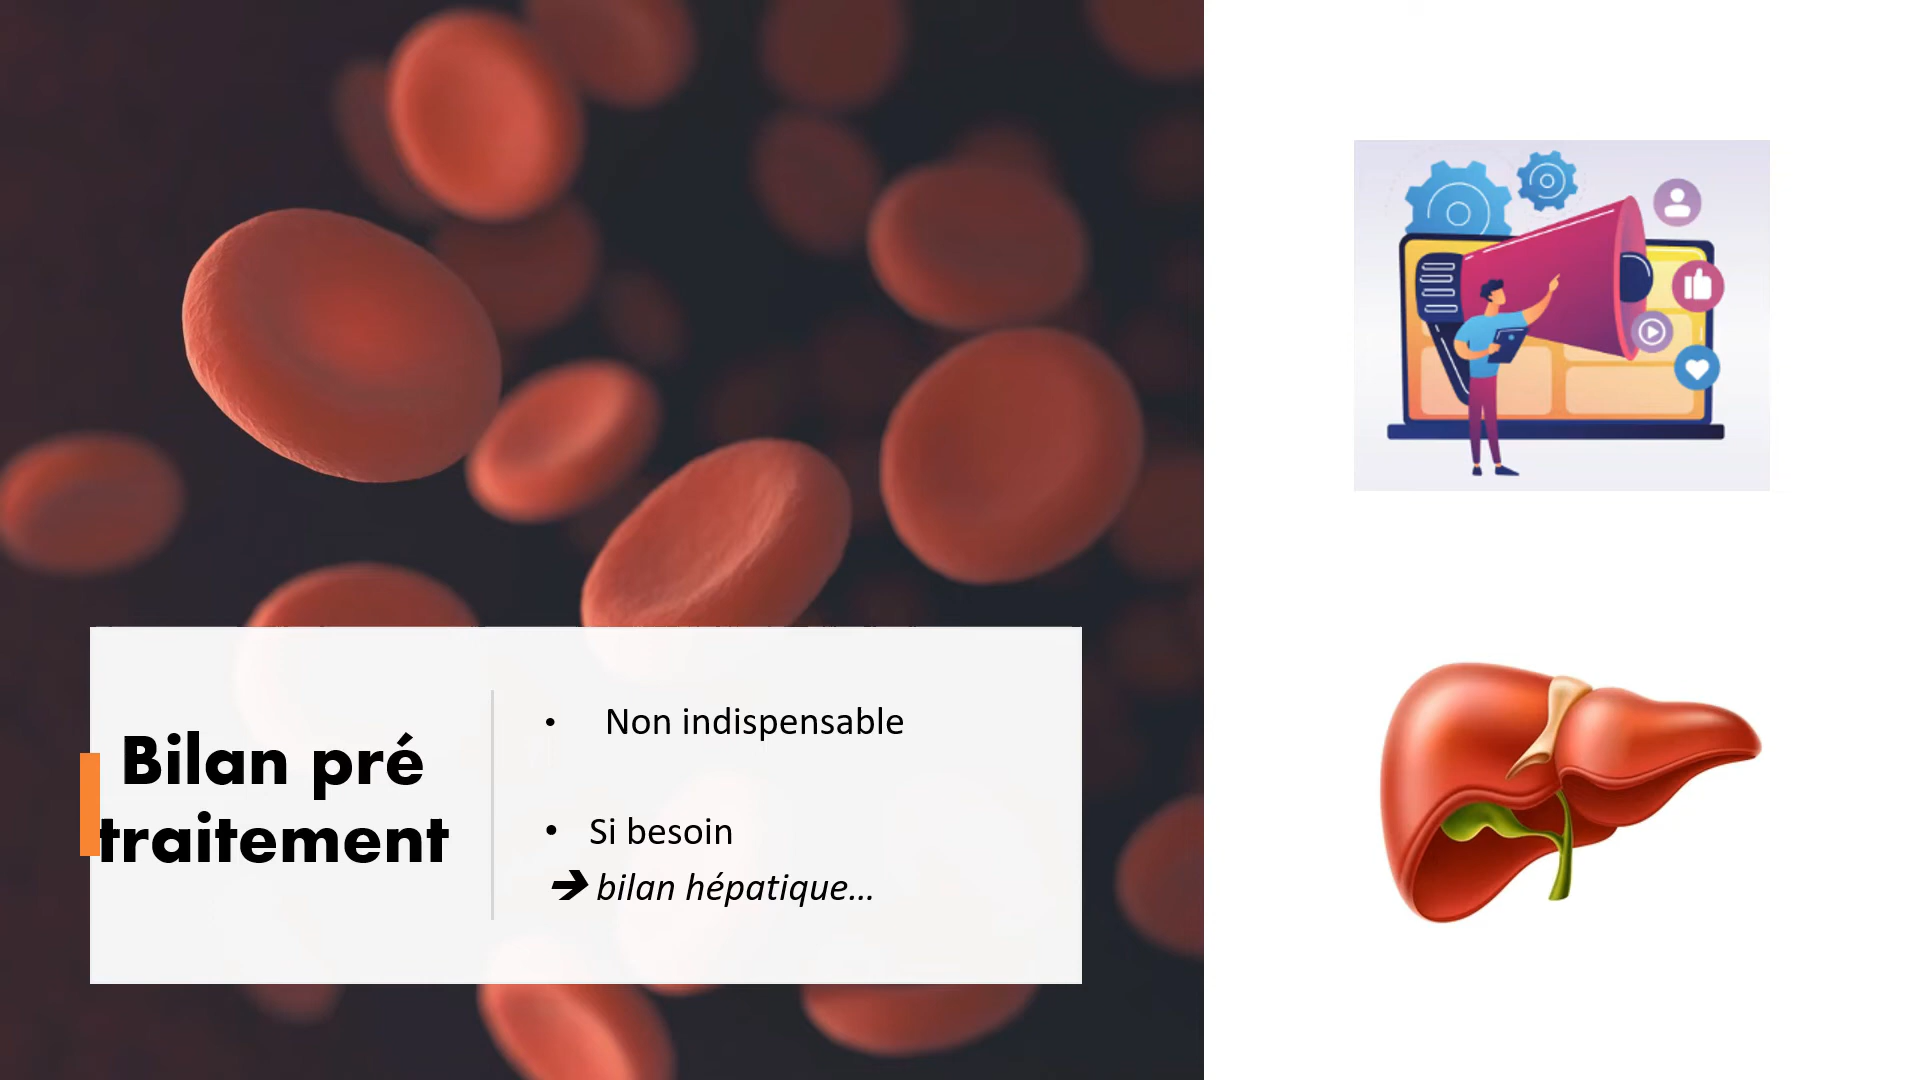 Bilan pré
traitement
• Non indispensable
• Si besoin
➔ bilan hépatique...